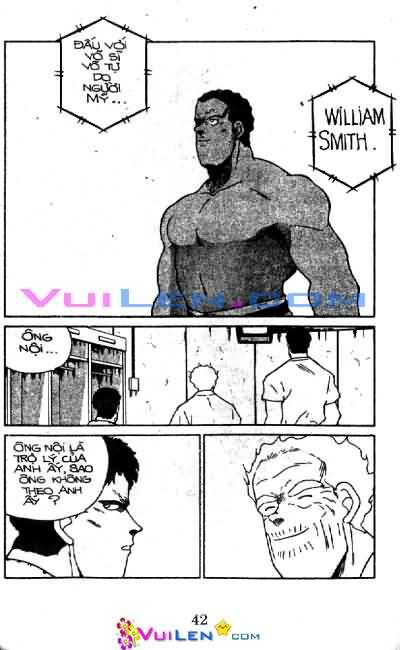 ĐẤU VỚI
VÕ SĨ
VÕ TỰ
DO
NGƯỜI
MỸ...
WILLIAM
SMITH.
VUILEN.COM
ÔNG
NỘI...
ÔNG NỘI LÀ
TRỢ LÝ CỦA
ANH ẤY, SAO
ÔNG KHÔNG
THEO ANH
ẤY ?
42
VUILEN.COM